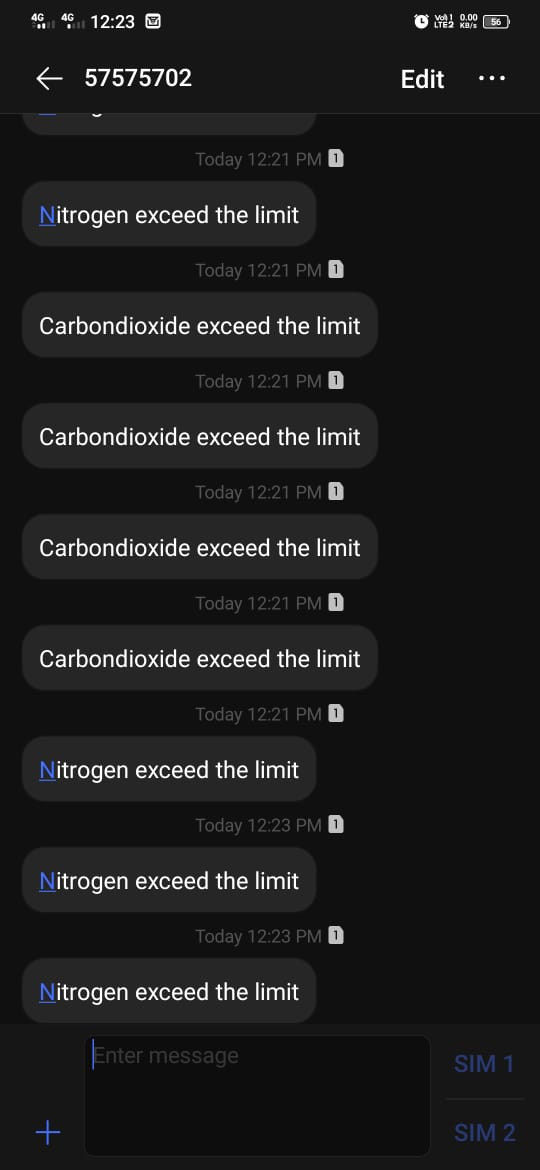 4G 4G 12:23 Vol) 1 LTE2 0.00 KB/s 56
57575702 Edit
Today 12:21 PM 1
Nitrogen exceed the limit
Today 12:21 PM 1
Carbondioxide exceed the limit
Today 12:21 PM 1
Carbondioxide exceed the limit
Today 12:21 PM 1
Carbondioxide exceed the limit
Today 12:21 PM 1
Carbondioxide exceed the limit
Today 12:21 PM 1
Nitrogen exceed the limit
Today 12:23 PM 1
Nitrogen exceed the limit
Today 12:23 PM 1
Nitrogen exceed the limit
Enter message
SIM 1
SIM 2